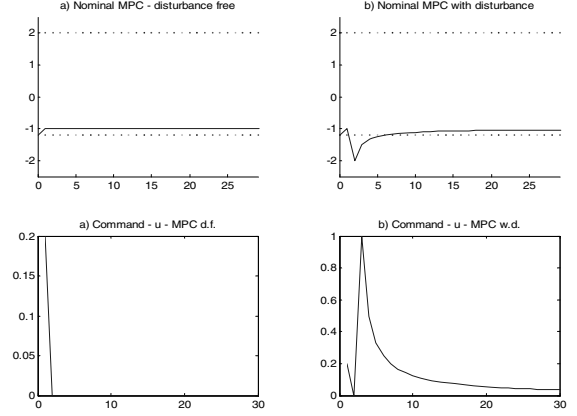 a) Nominal MPC - disturbance free
2
1
0
-1
-2
0 5 10 15 20 25
b) Nominal MPC with disturbance
2
1
0
-1
-2
0 5 10 15 20 25
a) Command - u - MPC d.f.
0.2
0.15
0.1
0.05
0
0 10 20 30
b) Command - u - MPC w.d.
1
0.8
0.6
0.4
0.2
0
0 10 20 30